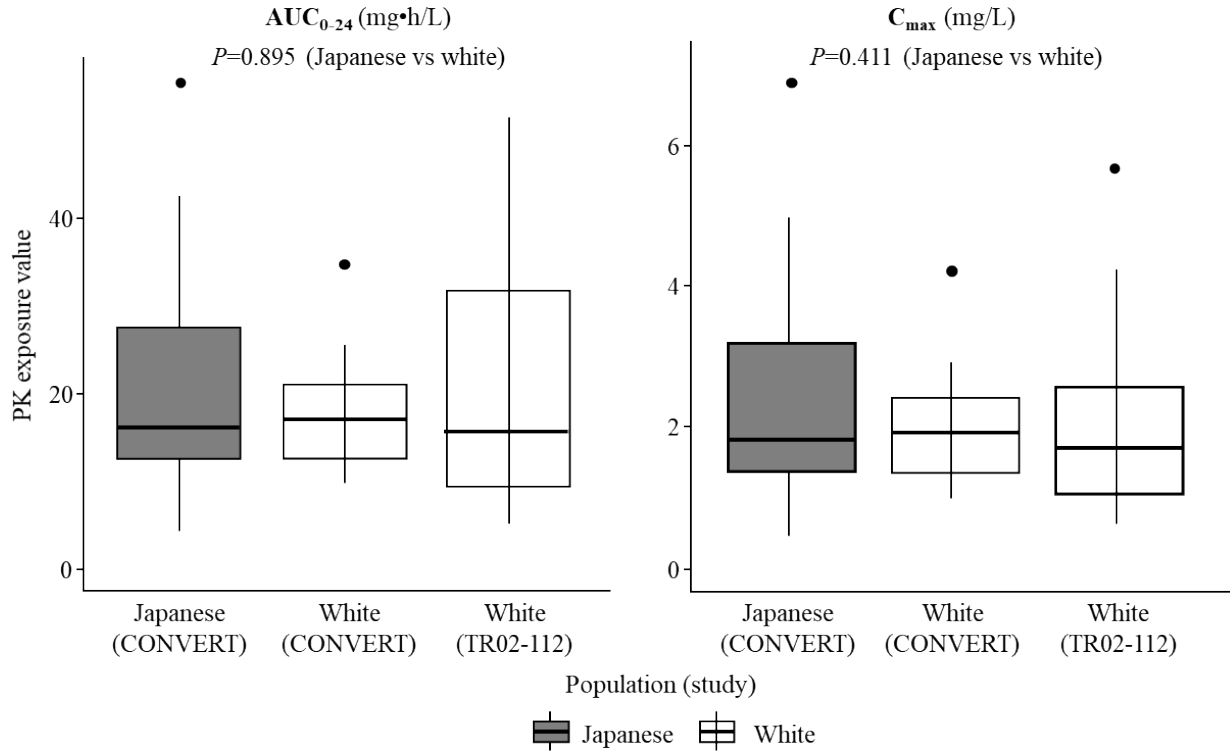 AUC0-24 (mg•h/L)
P=0.895 (Japanese vs white)
Cmax (mg/L)
P=0.411 (Japanese vs white)
PK exposure value
40
20
0
6
4
2
0
Japanese
(CONVERT)
White
(CONVERT)
White
(TR02-112)
Japanese
(CONVERT)
White
(CONVERT)
White
(TR02-112)
Population (study)
Japanese
White